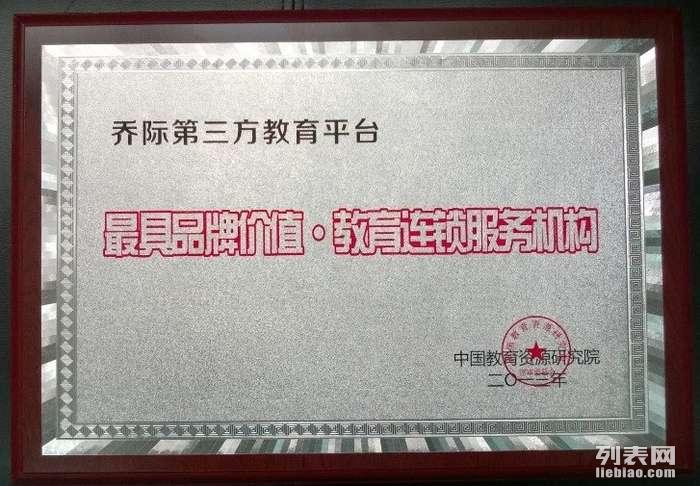 乔际第三方教育平台
最具品牌价值·教育连锁服务机构
中国教育资源研究院
二〇一三年
列表网
liebiao.com